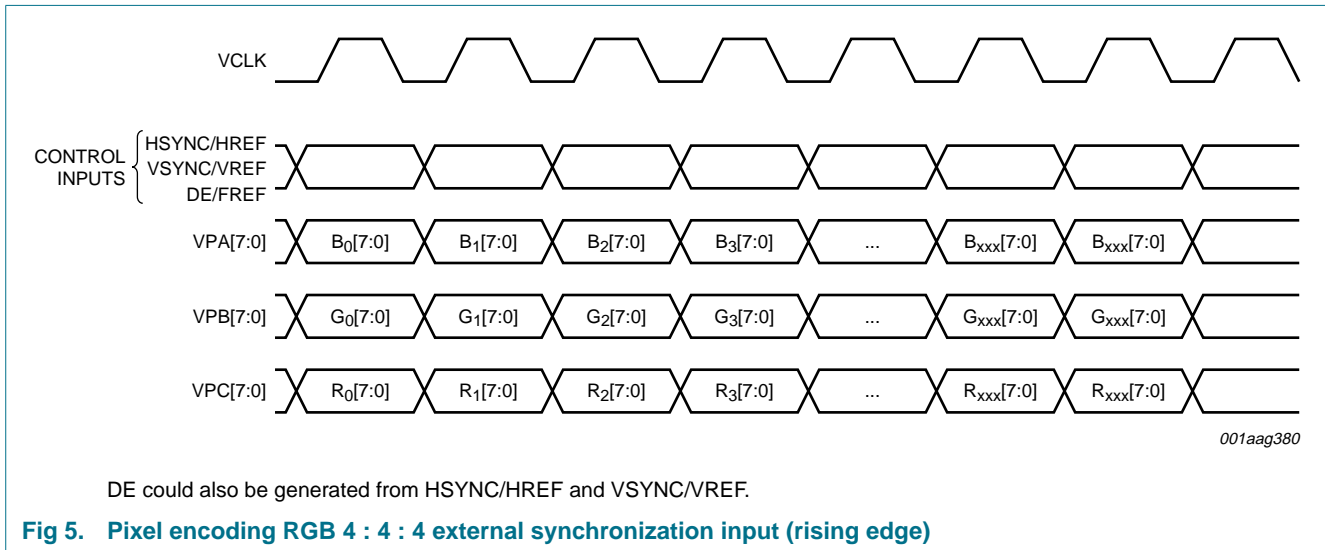 VCLK
CONTROL INPUTS
HSYNC/HREF
VSYNC/VREF
DE/FREF
VPA[7:0] B0[7:0] B1[7:0] B2[7:0] B3[7:0] ... Bxxx[7:0] Bxxx[7:0]
VPB[7:0] G0[7:0] G1[7:0] G2[7:0] G3[7:0] ... Gxxx[7:0] Gxxx[7:0]
VPC[7:0] R0[7:0] R1[7:0] R2[7:0] R3[7:0] ... Rxxx[7:0] Rxxx[7:0]
001aag380
DE could also be generated from HSYNC/HREF and VSYNC/VREF.
Fig 5. Pixel encoding RGB 4 : 4 : 4 external synchronization input (rising edge)